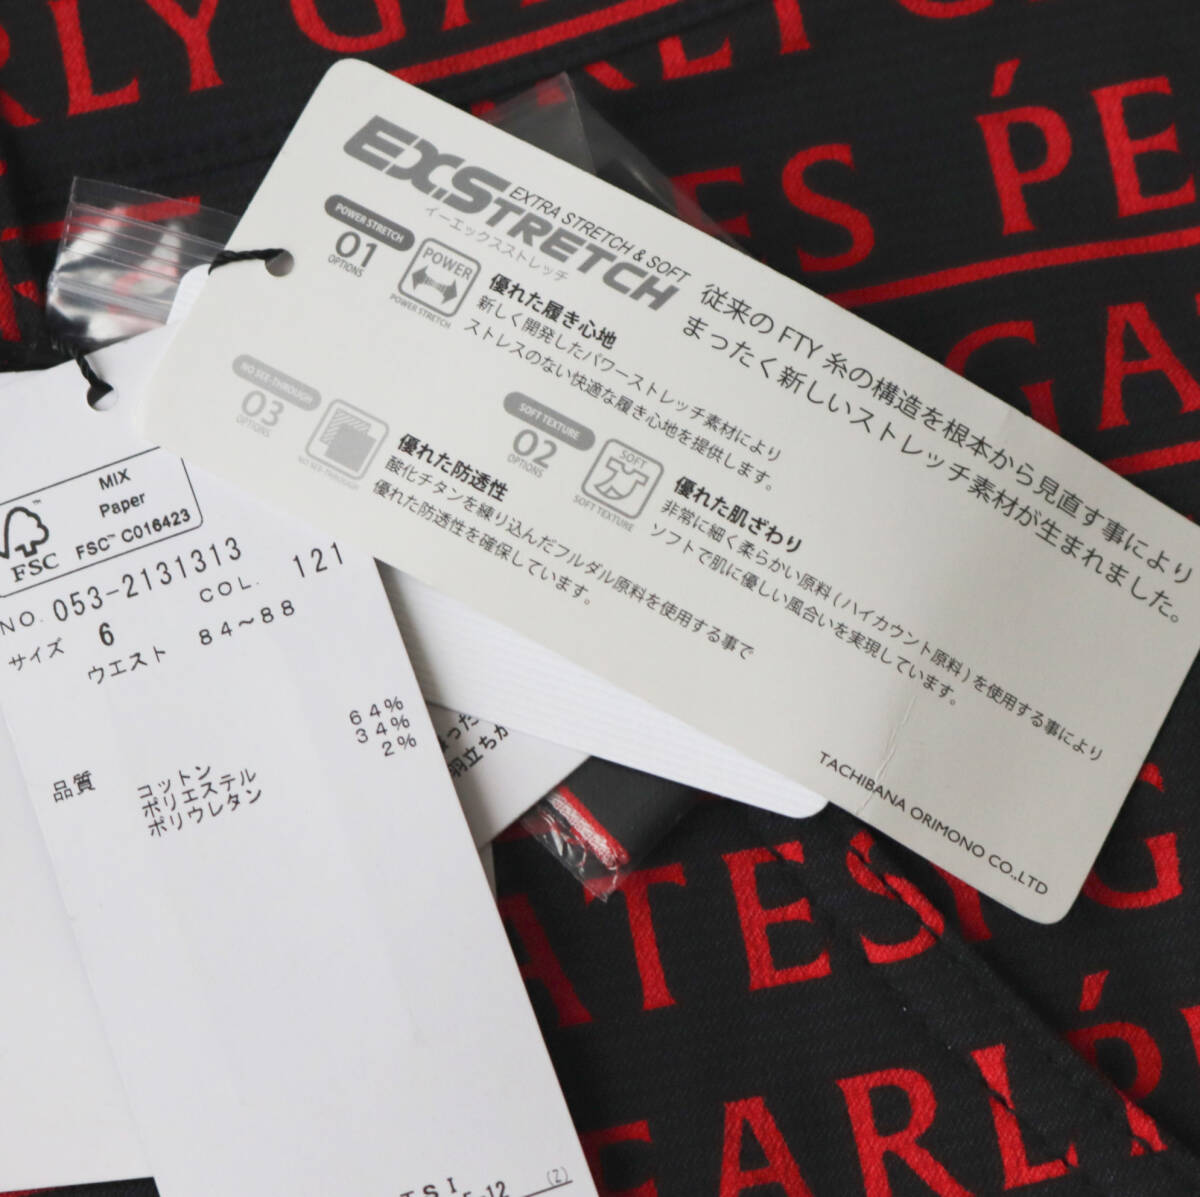 EX.STRETCH
EXTRA STRETCH & SOFT
イーエックスストレッチ
従来の FTY 糸の構造を根本から見直す事により
まったく新しいストレッチ素材が生まれました。
POWER STRETCH
01
OPTIONS
POWER
POWER STRETCH
優れた履き心地
新しく開発したパワーストレッチ素材により
ストレスのない快適な履き心地を提供します。
SOFT TEXTURE
02
OPTIONS
SOFT
SOFT TEXTURE
優れた肌ざわり
非常に細く柔らかい原料(ハイカウント原料)を使用する事により
ソフトで肌に優しい風合いを実現しています。
NO SEE-THROUGH
03
OPTIONS
NO SEE-THROUGH
優れた防透性
酸化チタンを練り込んだフルダル原料を使用する事で
優れた防透性を確保しています。
TACHIBANA ORIMONO CO.,LTD
FSC™
MIX
Paper
FSC™ C016423
NO. 053-2131313
COL. 121
サイズ 6
ウエスト 84～88
品質 コットン 64%
ポリエステル 34%
ポリウレタン 2%
TSI
5-12
(Z)
RLY GA
ARLY G
ES PE
GA
ATES
G
EARL
PE